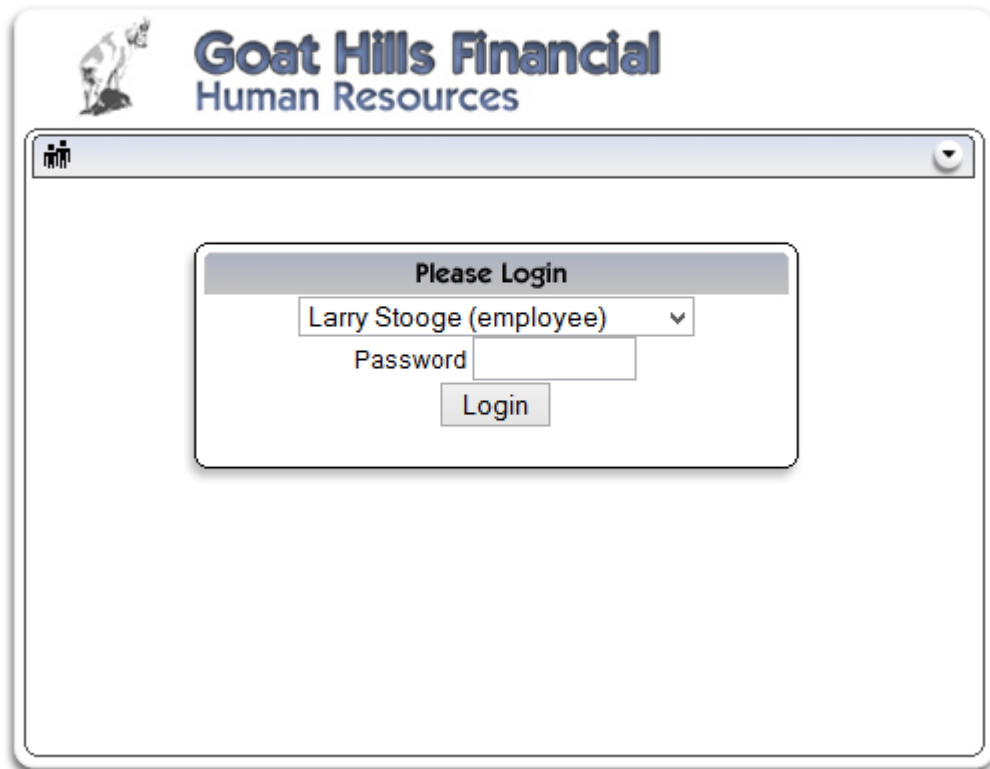 Goat Hills Financial
Human Resources
Please Login
Larry Stooge (employee)
Password
Login